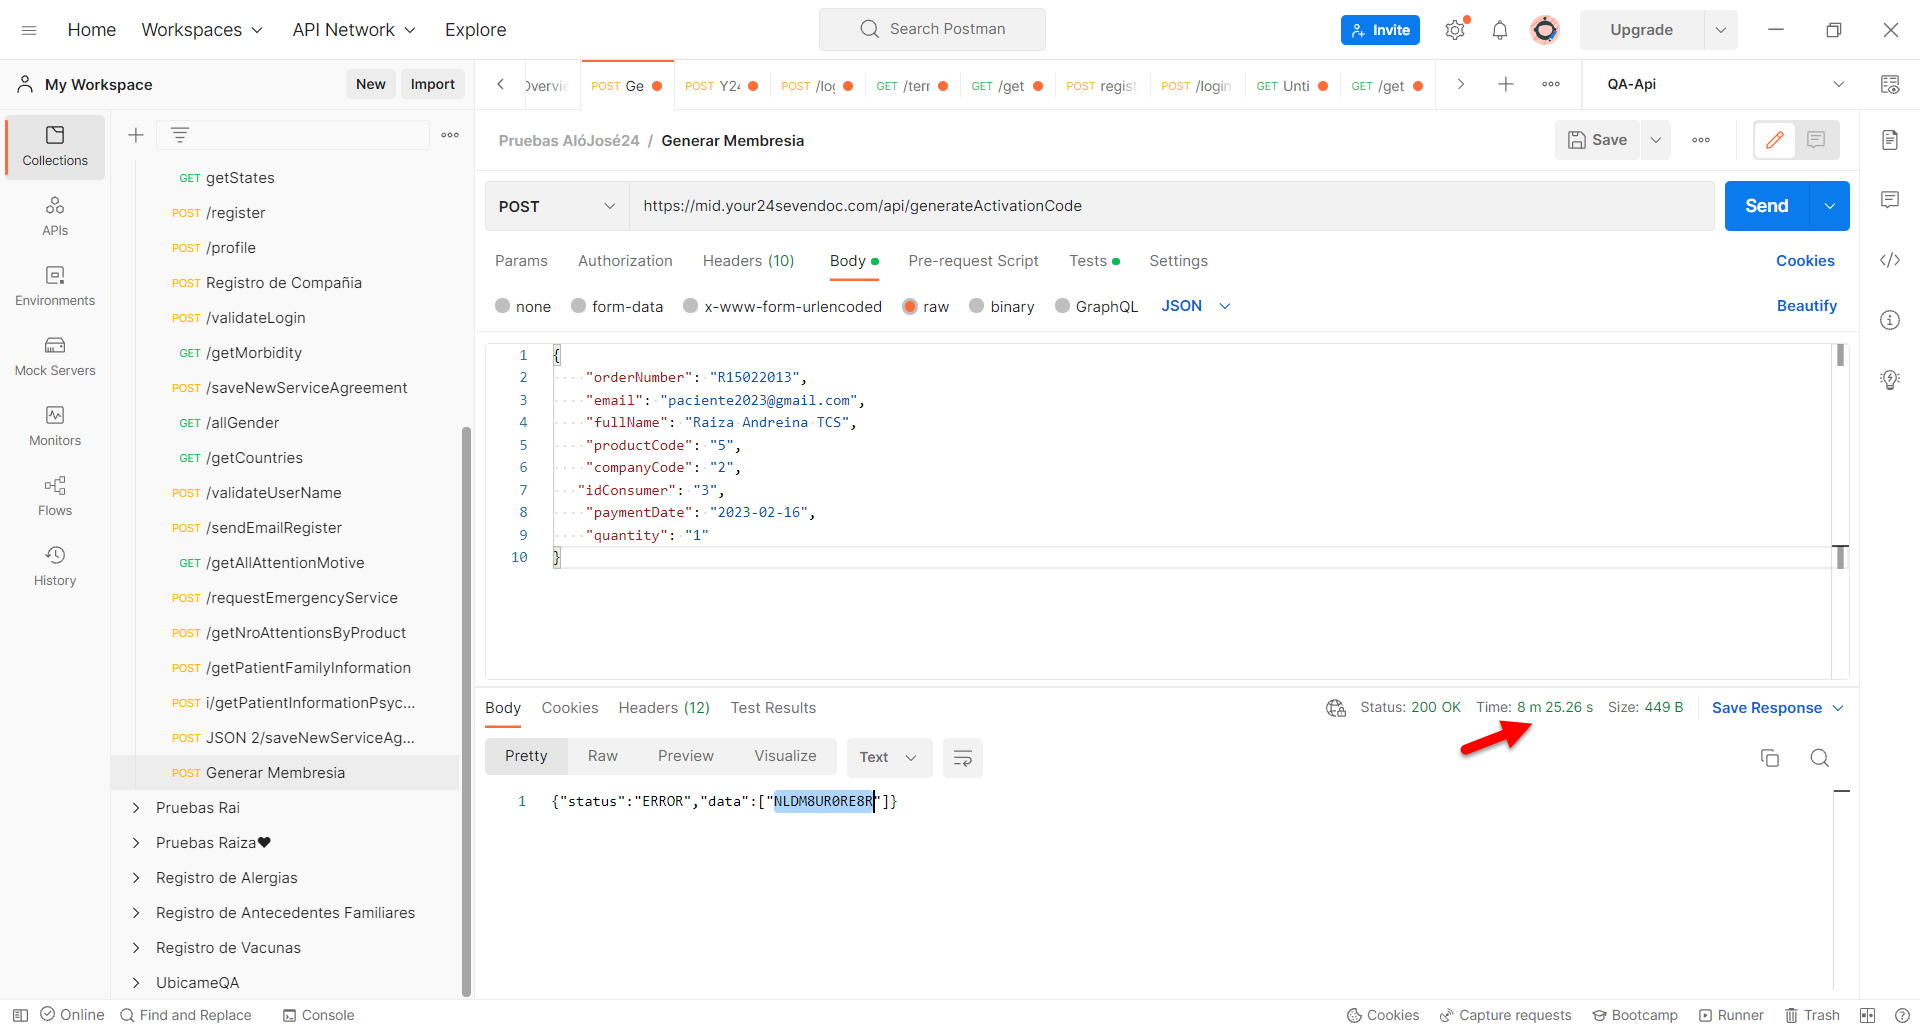 Home Workspaces API Network Explore Search Postman Invite Upgrade
My Workspace New Import
Overvie POST Ge POST Y24 POST /log GET /terr GET /get POST regist POST /login GET Unti GET /get QA-Api
Collections
APIs
Environments
Mock Servers
Monitors
Flows
History
GET getStates
POST /register
POST /profile
POST Registro de Compañia
POST /validateLogin
GET /getMorbidity
POST /saveNewServiceAgreement
GET /allGender
GET /getCountries
POST /validateUserName
POST /sendEmailRegister
GET /getAllAttentionMotive
POST /requestEmergencyService
POST /getNroAttentionsByProduct
POST /getPatientFamilyInformation
POST i/getPatientInformationPsyc...
POST JSON 2/saveNewServiceAg...
POST Generar Membresia
Pruebas Rai
Pruebas Raiza🖤
Registro de Alergias
Registro de Antecedentes Familiares
Registro de Vacunas
UbicameQA
Pruebas AlóJosé24 / Generar Membresia Save
POST https://mid.your24sevendoc.com/api/generateActivationCode Send
Params Authorization Headers (10) Body Pre-request Script Tests Settings Cookies
none form-data x-www-form-urlencoded raw binary GraphQL JSON Beautify
1 {
2 "orderNumber": "R15022013",
3 "email": "paciente2023@gmail.com",
4 "fullName": "Raiza Andreina TCS",
5 "productCode": "5",
6 "companyCode": "2",
7 "idConsumer": "3",
8 "paymentDate": "2023-02-16",
9 "quantity": "1"
10 }
Body Cookies Headers (12) Test Results Status: 200 OK Time: 8 m 25.26 s Size: 449 B Save Response
Pretty Raw Preview Visualize Text
1 {"status":"ERROR","data":["NLDM8UR0RE8R"]}
Online Find and Replace Console Cookies Capture requests Bootcamp Runner Trash